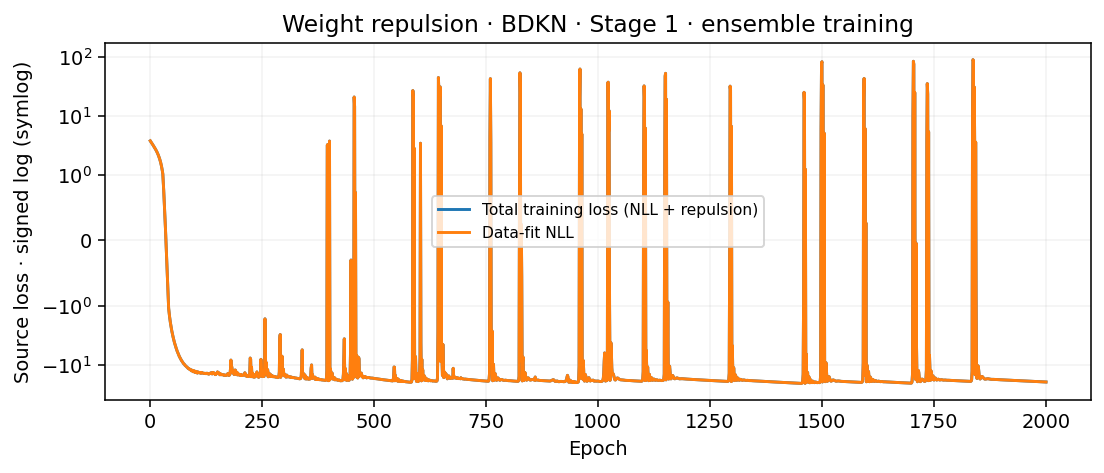 Weight repulsion · BDKN · Stage 1 · ensemble training
Source loss · signed log (symlog)
10²
10¹
10⁰
0
−10⁰
−10¹
Total training loss (NLL + repulsion)
Data-fit NLL
0 250 500 750 1000 1250 1500 1750 2000
Epoch